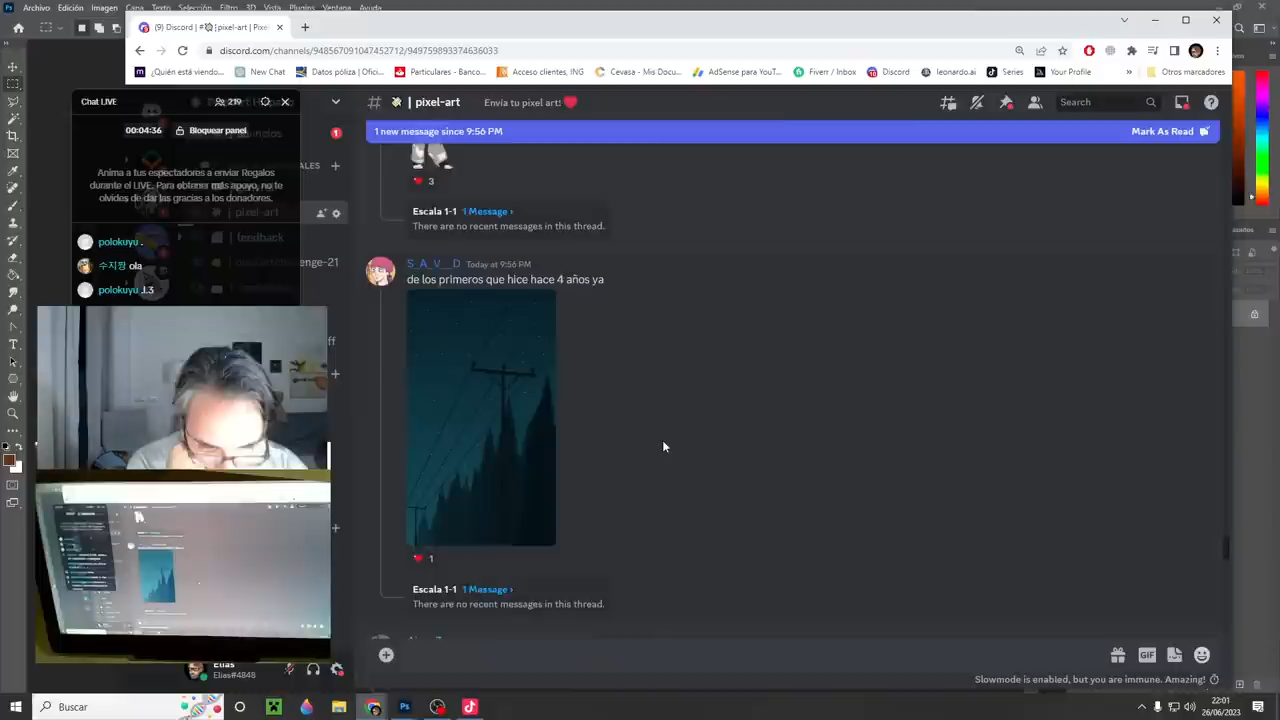 Archivo
Imagen
Capa
Texto
Selección
Filtro
3D
Vista
Plugins
Ventana
Ayuda
(9) Discord | #
pixel-art | Pixel
discord.com/channels/948567091047452712/949759893374636033
¿Quién está viendo...
New Chat
Datos póliza | Ofici...
Particulares - Banco...
Acceso clientes, ING
Cevasa - Mis Docu...
AdSense para YouT...
Fiverr / Inbox
Discord
leonardo.ai
Series
Your Profile
»
Otros marcadores
Chat LIVE
219
00:04:36
Bloquear panel
Anima a tus espectadores a enviar Regalos
durante el LIVE. Para obtener más apoyo, no te
olvides de dar las gracias a los donadores.
| pixel-art
| feedback
polokuyu .
수지짱 ola
polokuyu .l.3
# | pixel-art
Envía tu pixel art!
Search
1 new message since 9:56 PM
Mark As Read
3
Escala 1-1 1 Message ›
There are no recent messages in this thread.
S_A_V__D Today at 9:56 PM
de los primeros que hice hace 4 años ya
1
Escala 1-1 1 Message ›
There are no recent messages in this thread.
GIF
Slowmode is enabled, but you are immune. Amazing!
Elias
Elias#4848
Buscar
22:01
26/06/2023